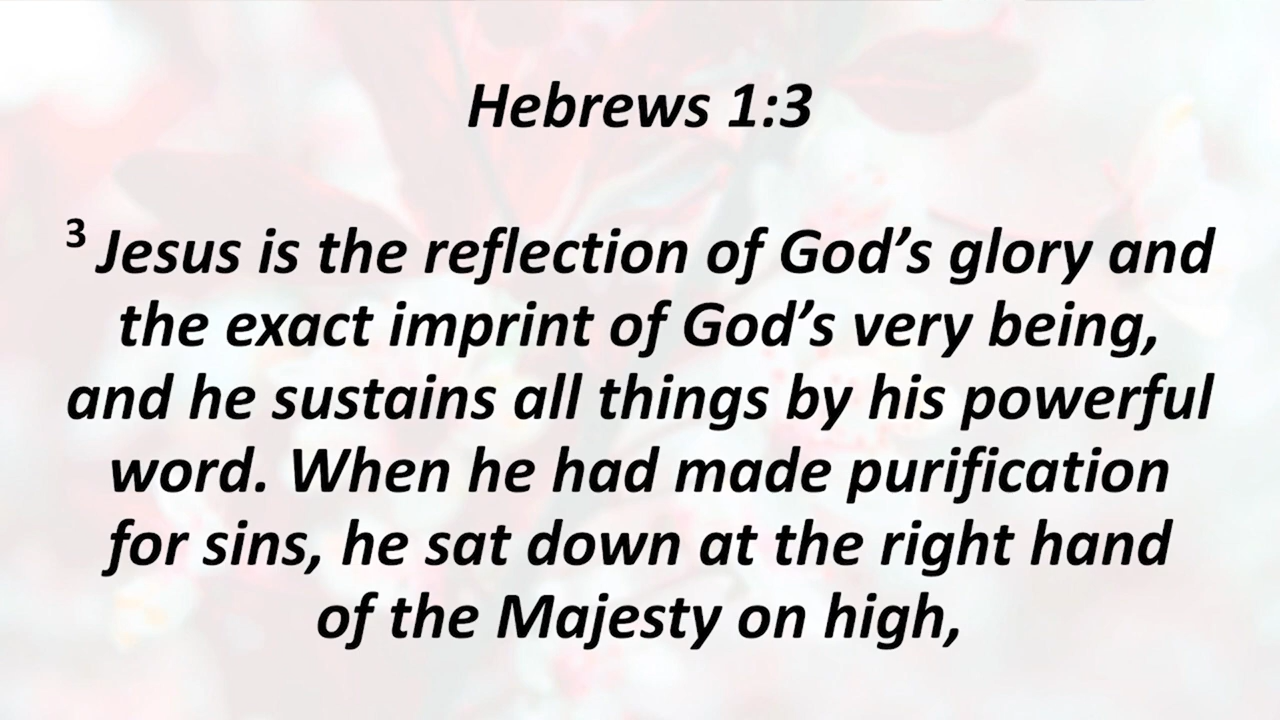 Hebrews 1:3
3 Jesus is the reflection of God’s glory and
the exact imprint of God’s very being,
and he sustains all things by his powerful
word. When he had made purification
for sins, he sat down at the right hand
of the Majesty on high,